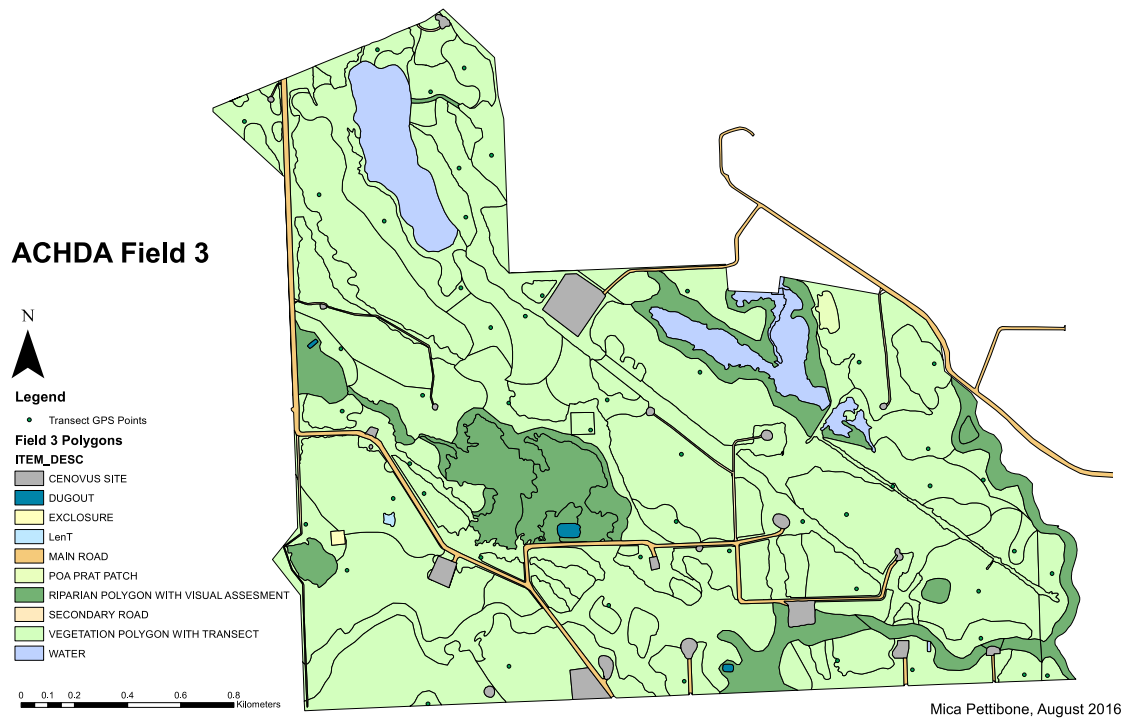 ACHDA Field 3
N
Legend
Transect GPS Points
Field 3 Polygons
ITEM_DESC
CENOVUS SITE
DUGOUT
EXCLOSURE
LenT
MAIN ROAD
POA PRAT PATCH
RIPARIAN POLYGON WITH VISUAL ASSESMENT
SECONDARY ROAD
VEGETATION POLYGON WITH TRANSECT
WATER
0 0.1 0.2 0.4 0.6 0.8
Kilometers
Mica Pettibone, August 2016